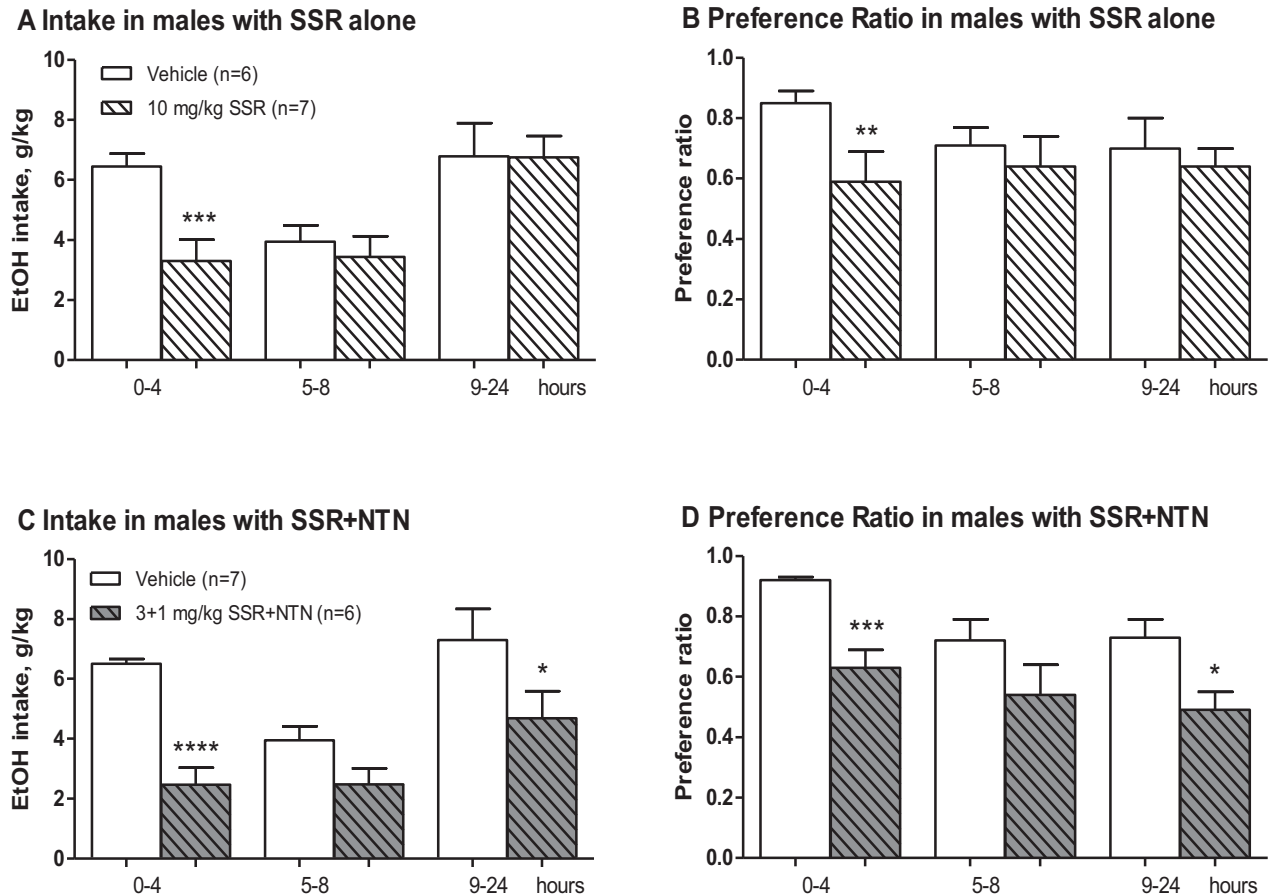 A Intake in males with SSR alone
EtOH intake, g/kg
10
8
6
4
2
0
Vehicle (n=6)
10 mg/kg SSR (n=7)
***
0-4 5-8 9-24 hours
B Preference Ratio in males with SSR alone
Preference ratio
1.0
0.8
0.6
0.4
0.2
0.0
**
0-4 5-8 9-24 hours
C Intake in males with SSR+NTN
EtOH intake, g/kg
10
8
6
4
2
0
Vehicle (n=7)
3+1 mg/kg SSR+NTN (n=6)
****
*
0-4 5-8 9-24 hours
D Preference Ratio in males with SSR+NTN
Preference ratio
1.0
0.8
0.6
0.4
0.2
0.0
***
*
0-4 5-8 9-24 hours